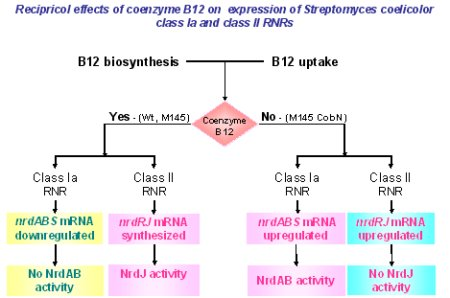 Recipricol effects of coenzyme B12 on expression of Streptomyces coelicolor
class Ia and class II RNRs
B12 biosynthesis
B12 uptake
Yes - (Wt, M145)
Coenzyme
B12
No - (M145 CobN)
Class Ia
RNR
Class II
RNR
Class Ia
RNR
Class II
RNR
nrdABS mRNA
downregulated
nrdRJ mRNA
synthesized
nrdABS mRNA
upregulated
nrdRJ mRNA
upregulated
No NrdAB
activity
NrdJ activity
NrdAB activity
No NrdJ
activity